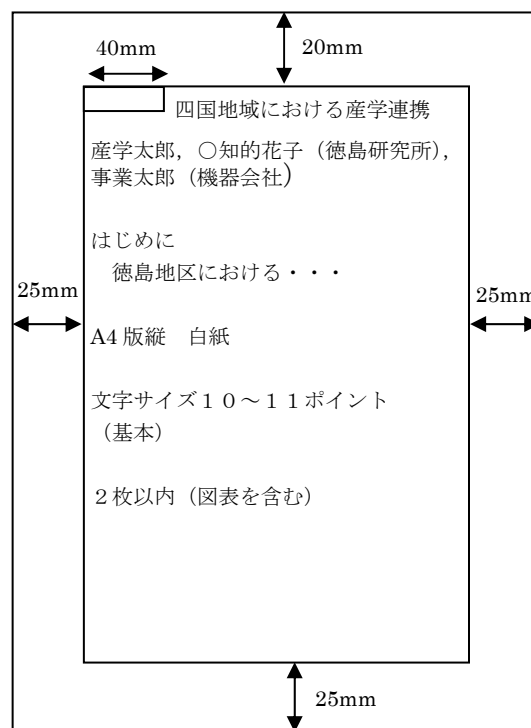 40mm
20mm
四国地域における産学連携
産学太郎，○知的花子（徳島研究所），
事業太郎（機器会社）
はじめに
　徳島地区における・・・
25mm
25mm
A4 版縦　白紙
文字サイズ１０～１１ポイント
（基本）
２枚以内（図表を含む）
25mm